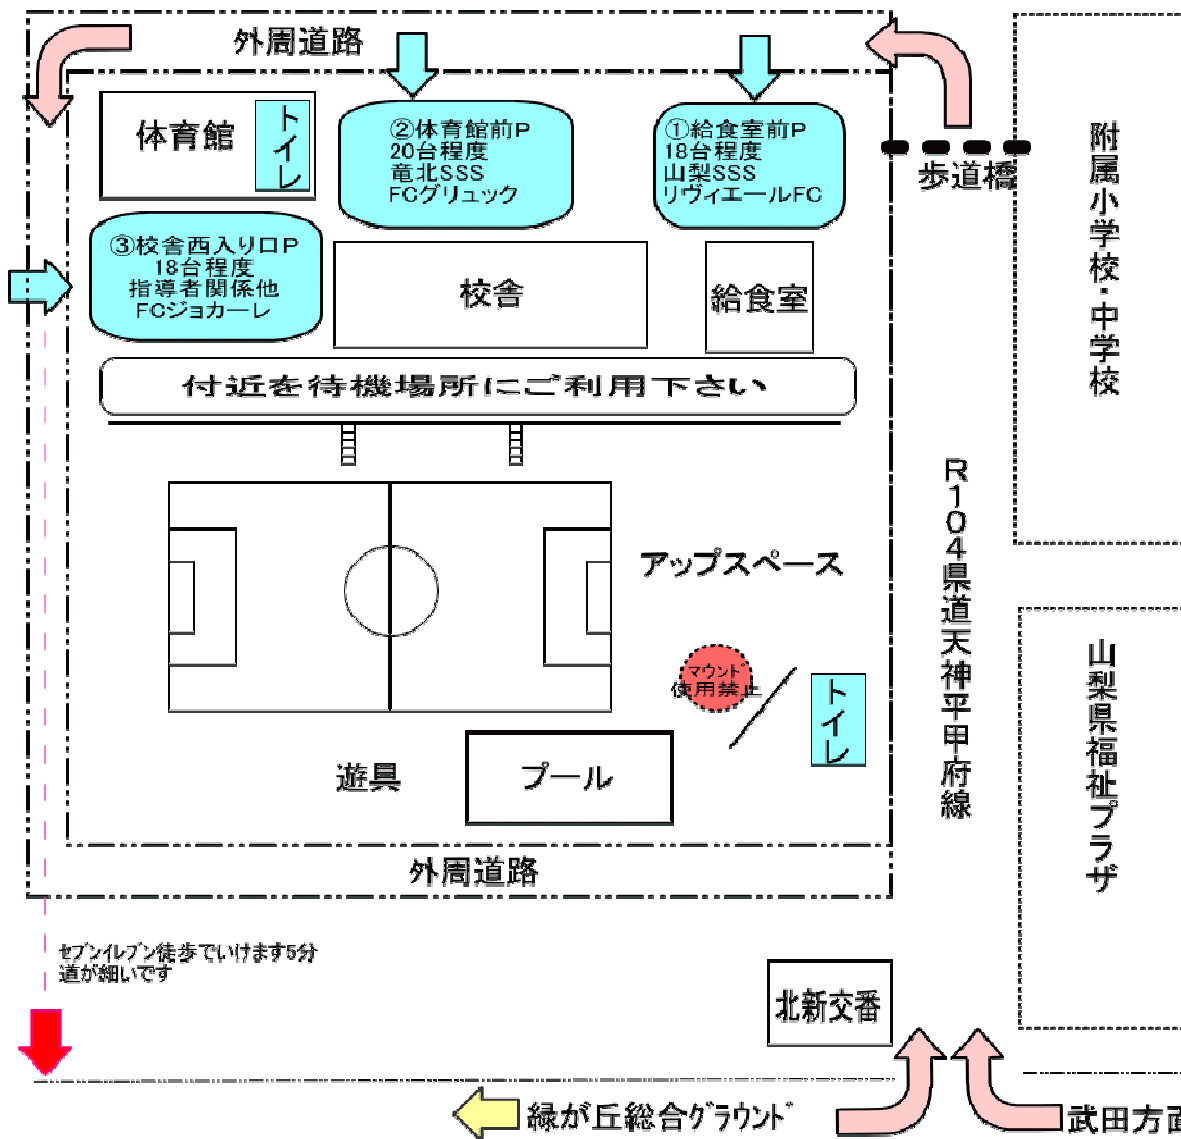 外周道路
体育館
トイレ
②体育館前P
20台程度
竜北SSS
FCグリュック
①給食室前P
18台程度
山梨SSS
リヴィエールFC
歩道橋
附属小学校・中学校
③校舎西入り口P
18台程度
指導者関係他
FCジョカーレ
校舎
給食室
付近を待機場所にご利用下さい
R104県道天神平甲府線
アップスペース
マウンド
使用禁止
トイレ
山梨県福祉プラザ
遊具
プール
外周道路
セブンイレブン徒歩でいけます5分
道が細いです
北新交番
緑が丘総合グラウンド
武田方面